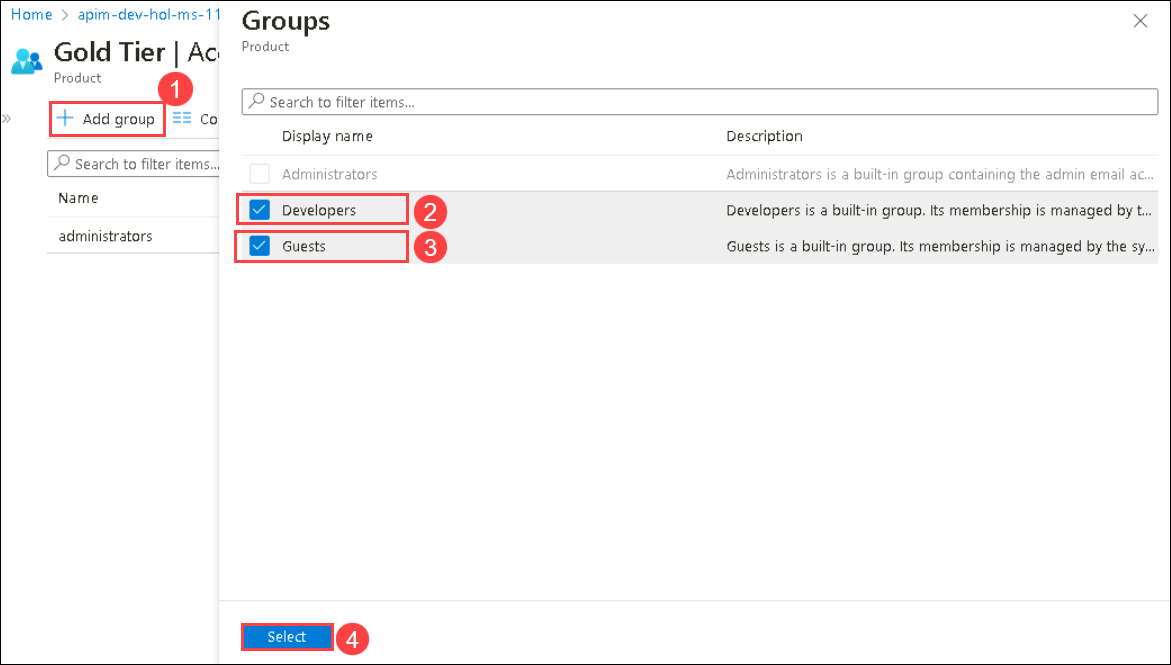 Home > apim-dev-hol-ms-11
Gold Tier | Acc
Product
1
+ Add group
Co
Search to filter items...
Name
administrators
Groups
Product
Search to filter items...
Display name Description
Administrators Administrators is a built-in group containing the admin email ac...
Developers 2 Developers is a built-in group. Its membership is managed by t...
Guests 3 Guests is a built-in group. Its membership is managed by the sy...
Select 4